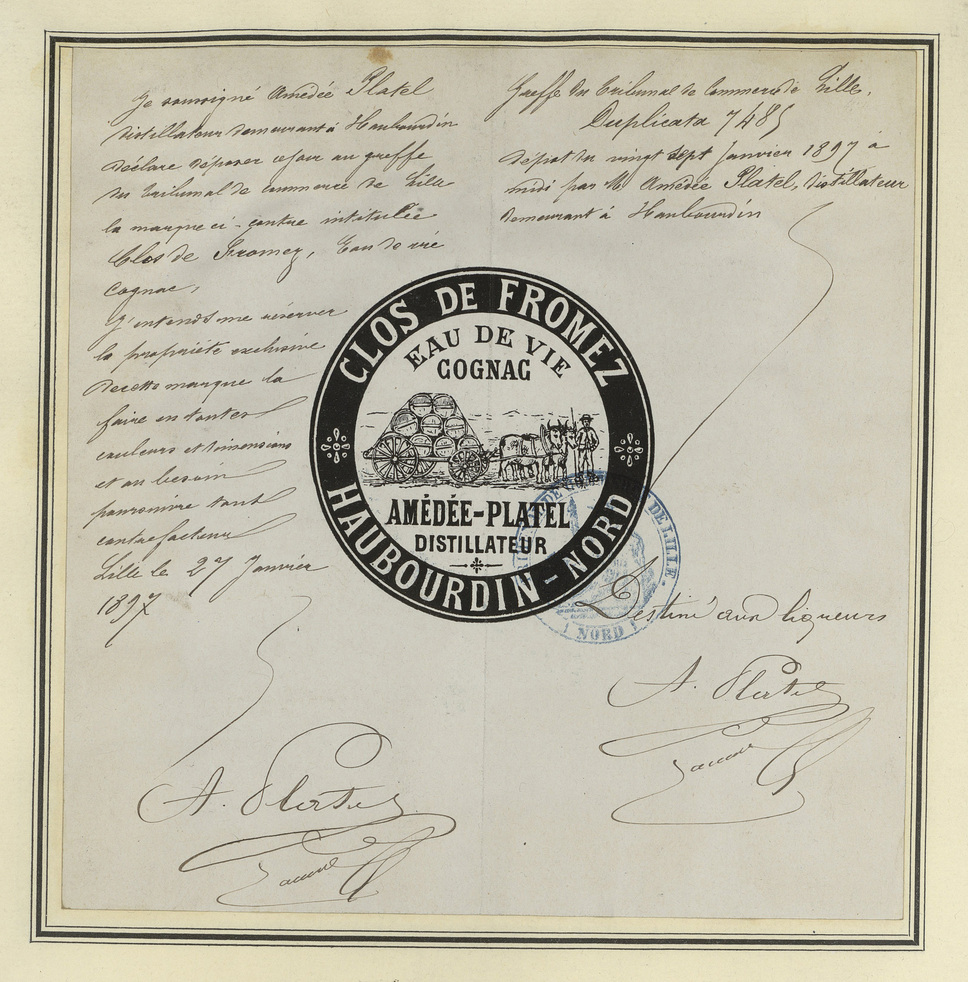 Je soussigné Amédée Platel
distillateur demeurant à Haubourdin
déclare déposer ce jour au greffe
du tribunal de commerce de Lille
la marque ci-contre intitulée
Clos de Fromez, Eau de vie
Cognac,
J'entends me réserver
la propriété exclusive
de cette marque la
faire en toutes
couleurs et dimensions
et au besoin
poursuivre tout
contrefacteur
Lille le 27 Janvier
1897
A. Platel
Greffe du tribunal de Commerce de Lille.
Duplicata 7485
dépot du vingt sept Janvier 1897 à
midi par M. Amédée Platel, distillateur
demeurant à Haubourdin
CLOS DE FROMEZ
EAU DE VIE
COGNAC
AMÉDÉE-PLATEL
DISTILLATEUR
HAUBOURDIN-NORD
DE LILLE.
NORD
Destiné aux liqueurs
A. Platel